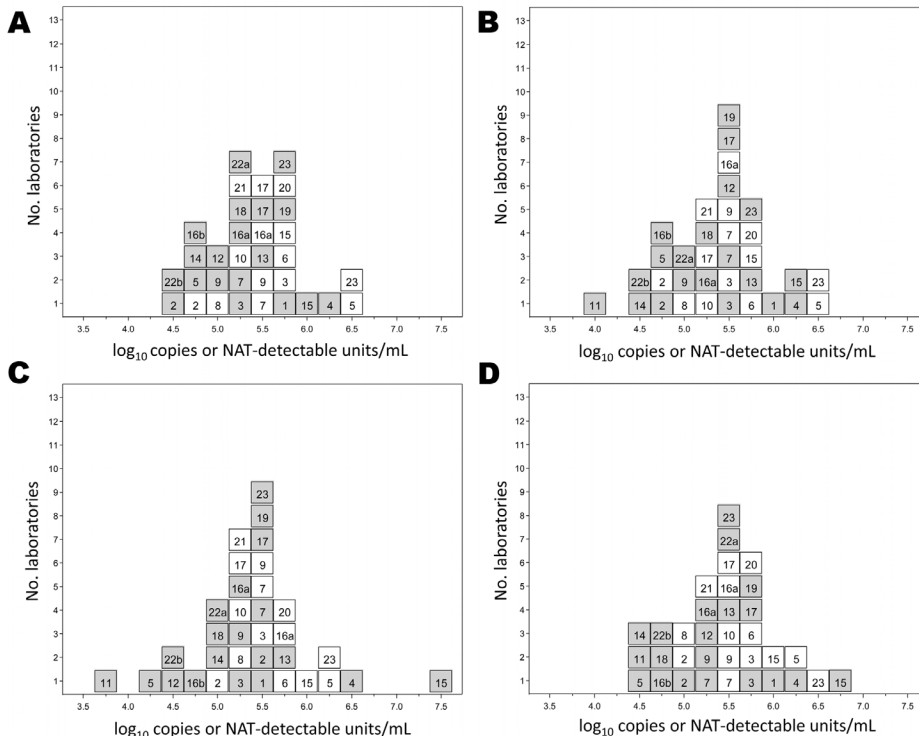 A
No. laboratories
13
12
11
10
9
8
7 22a 23
6 21 17 20
5 18 17 19
4 16b 16a 16a 15
3 14 12 10 13 6
2 22b 5 9 7 9 3 23
1 2 2 8 3 7 1 15 4 5
3.5 4.0 4.5 5.0 5.5 6.0 6.5 7.0 7.5
log10 copies or NAT-detectable units/mL
B
No. laboratories
13
12
11
10
9 19
8 17
7 16a
6 12
5 21 9 23
4 16b 18 7 20
3 5 22a 17 7 15
2 22b 2 9 16a 3 13 15 23
1 11 14 2 8 10 3 6 1 4 5
3.5 4.0 4.5 5.0 5.5 6.0 6.5 7.0 7.5
log10 copies or NAT-detectable units/mL
C
No. laboratories
13
12
11
10
9 23
8 19
7 21 17
6 17 9
5 16a 7
4 22a 10 7 20
3 18 9 3 16a
2 22b 14 8 2 13 23
1 11 5 12 16b 2 3 1 6 15 5 4 15
3.5 4.0 4.5 5.0 5.5 6.0 6.5 7.0 7.5
log10 copies or NAT-detectable units/mL
D
No. laboratories
13
12
11
10
9
8 23
7 22a
6 17 20
5 21 16a 19
4 16a 13 17
3 14 22b 8 12 10 6
2 11 18 2 9 9 3 15 5
1 5 16b 2 7 7 3 1 4 23 15
3.5 4.0 4.5 5.0 5.5 6.0 6.5 7.0 7.5
log10 copies or NAT-detectable units/mL